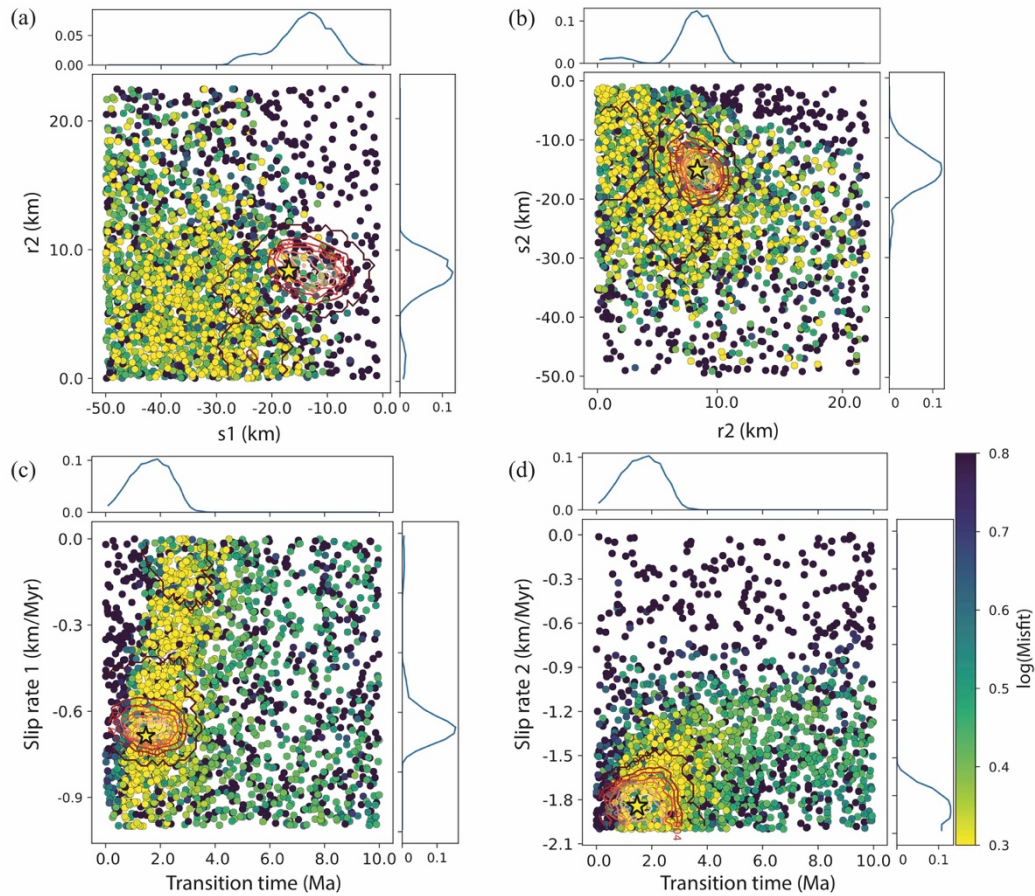 (a)
0.05
0.00
20.0
10.0
0.0
r2 (km)
-50.0 -40.0 -30.0 -20.0 -10.0 0.0
s1 (km)
0 0.1
(b)
0.1
0.0
0.0
-10.0
-20.0
-30.0
-40.0
-50.0
s2 (km)
0.0 10.0 20.0
r2 (km)
0 0.1
(c)
0.1
0.0
0.0
-0.3
-0.6
-0.9
Slip rate 1 (km/Myr)
0.0 2.0 4.0 6.0 8.0 10.0
Transition time (Ma)
0 0.1
(d)
0.1
0.0
0.0
-0.3
-0.6
-0.9
-1.2
-1.5
-1.8
-2.1
Slip rate 2 (km/Myr)
0.0 2.0 4.0 6.0 8.0 10.0
Transition time (Ma)
0 0.1
0.8
0.7
0.6
0.5
0.4
0.3
log(Misfit)